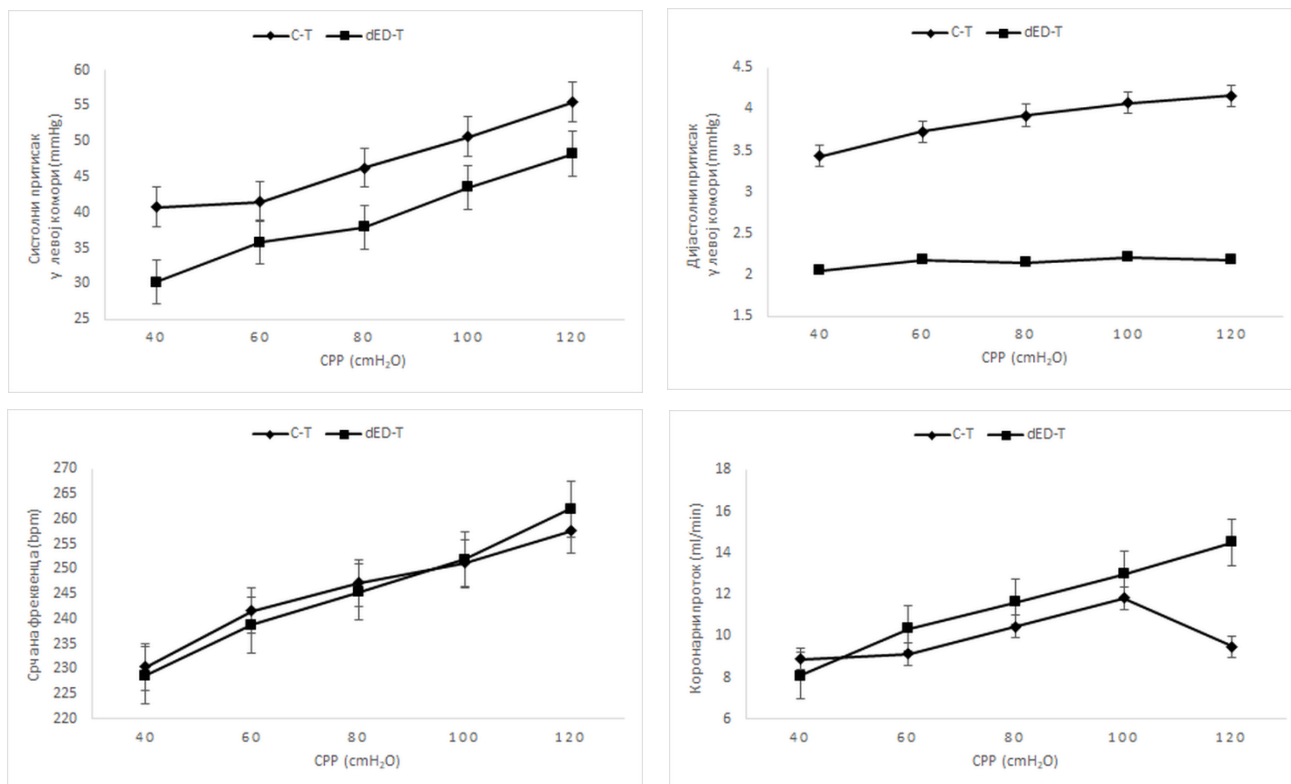 C-T dED-T
Систолни притисак
у левој комори (mmHg)
60
55
50
45
40
35
30
25
40 60 80 100 120
CPP (cmH₂O)
C-T dED-T
Дијастолни притисак
у левој комори (mmHg)
4.5
4
3.5
3
2.5
2
1.5
40 60 80 100 120
CPP (cmH₂O)
C-T dED-T
Срчана фреквенца (bpm)
270
265
260
255
250
245
240
235
230
225
220
40 60 80 100 120
CPP (cmH₂O)
C-T dED-T
Коронарни проток (ml/min)
18
16
14
12
10
8
6
40 60 80 100 120
CPP (cmH₂O)